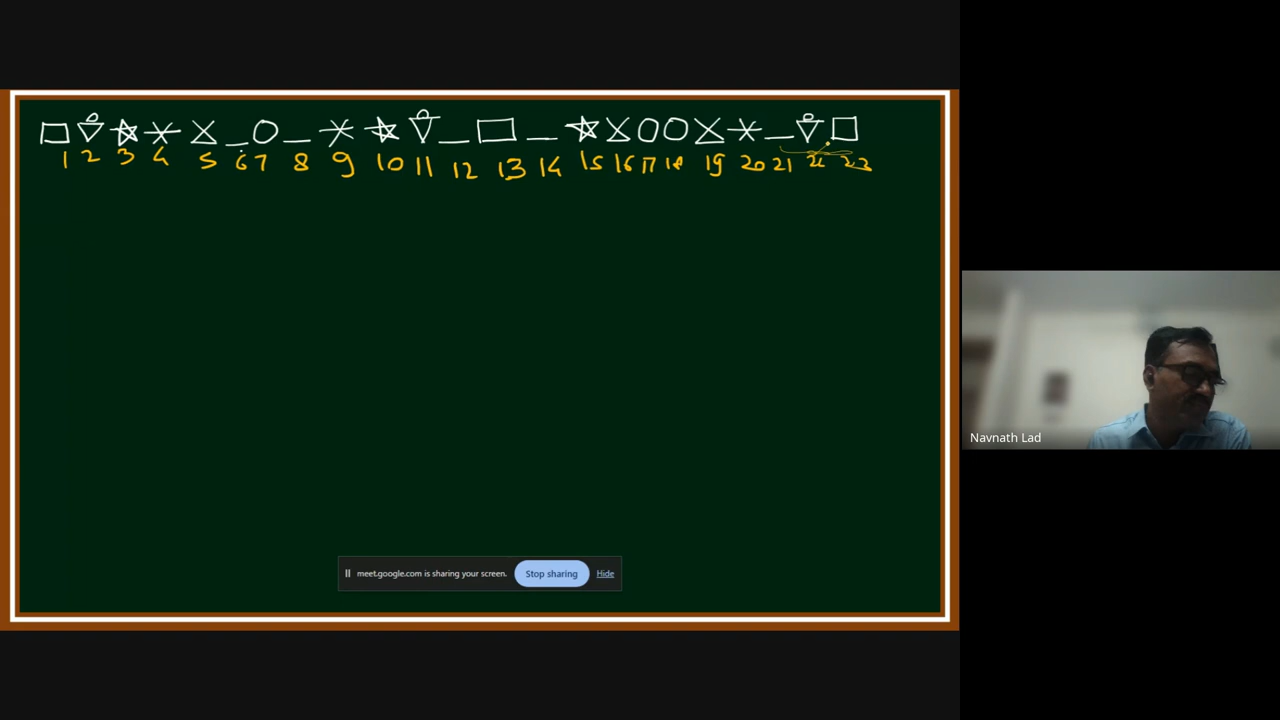 □ ▽ ☆ * X _ O _ * ☆ ▽ _ □ _ ☆ X O O X * _ ▽ □
1 2 3 4 5 6 7 8 9 10 11 12 13 14 15 16 17 18 19 20 21 22 23
meet.google.com is sharing your screen. Stop sharing Hide
Navnath Lad